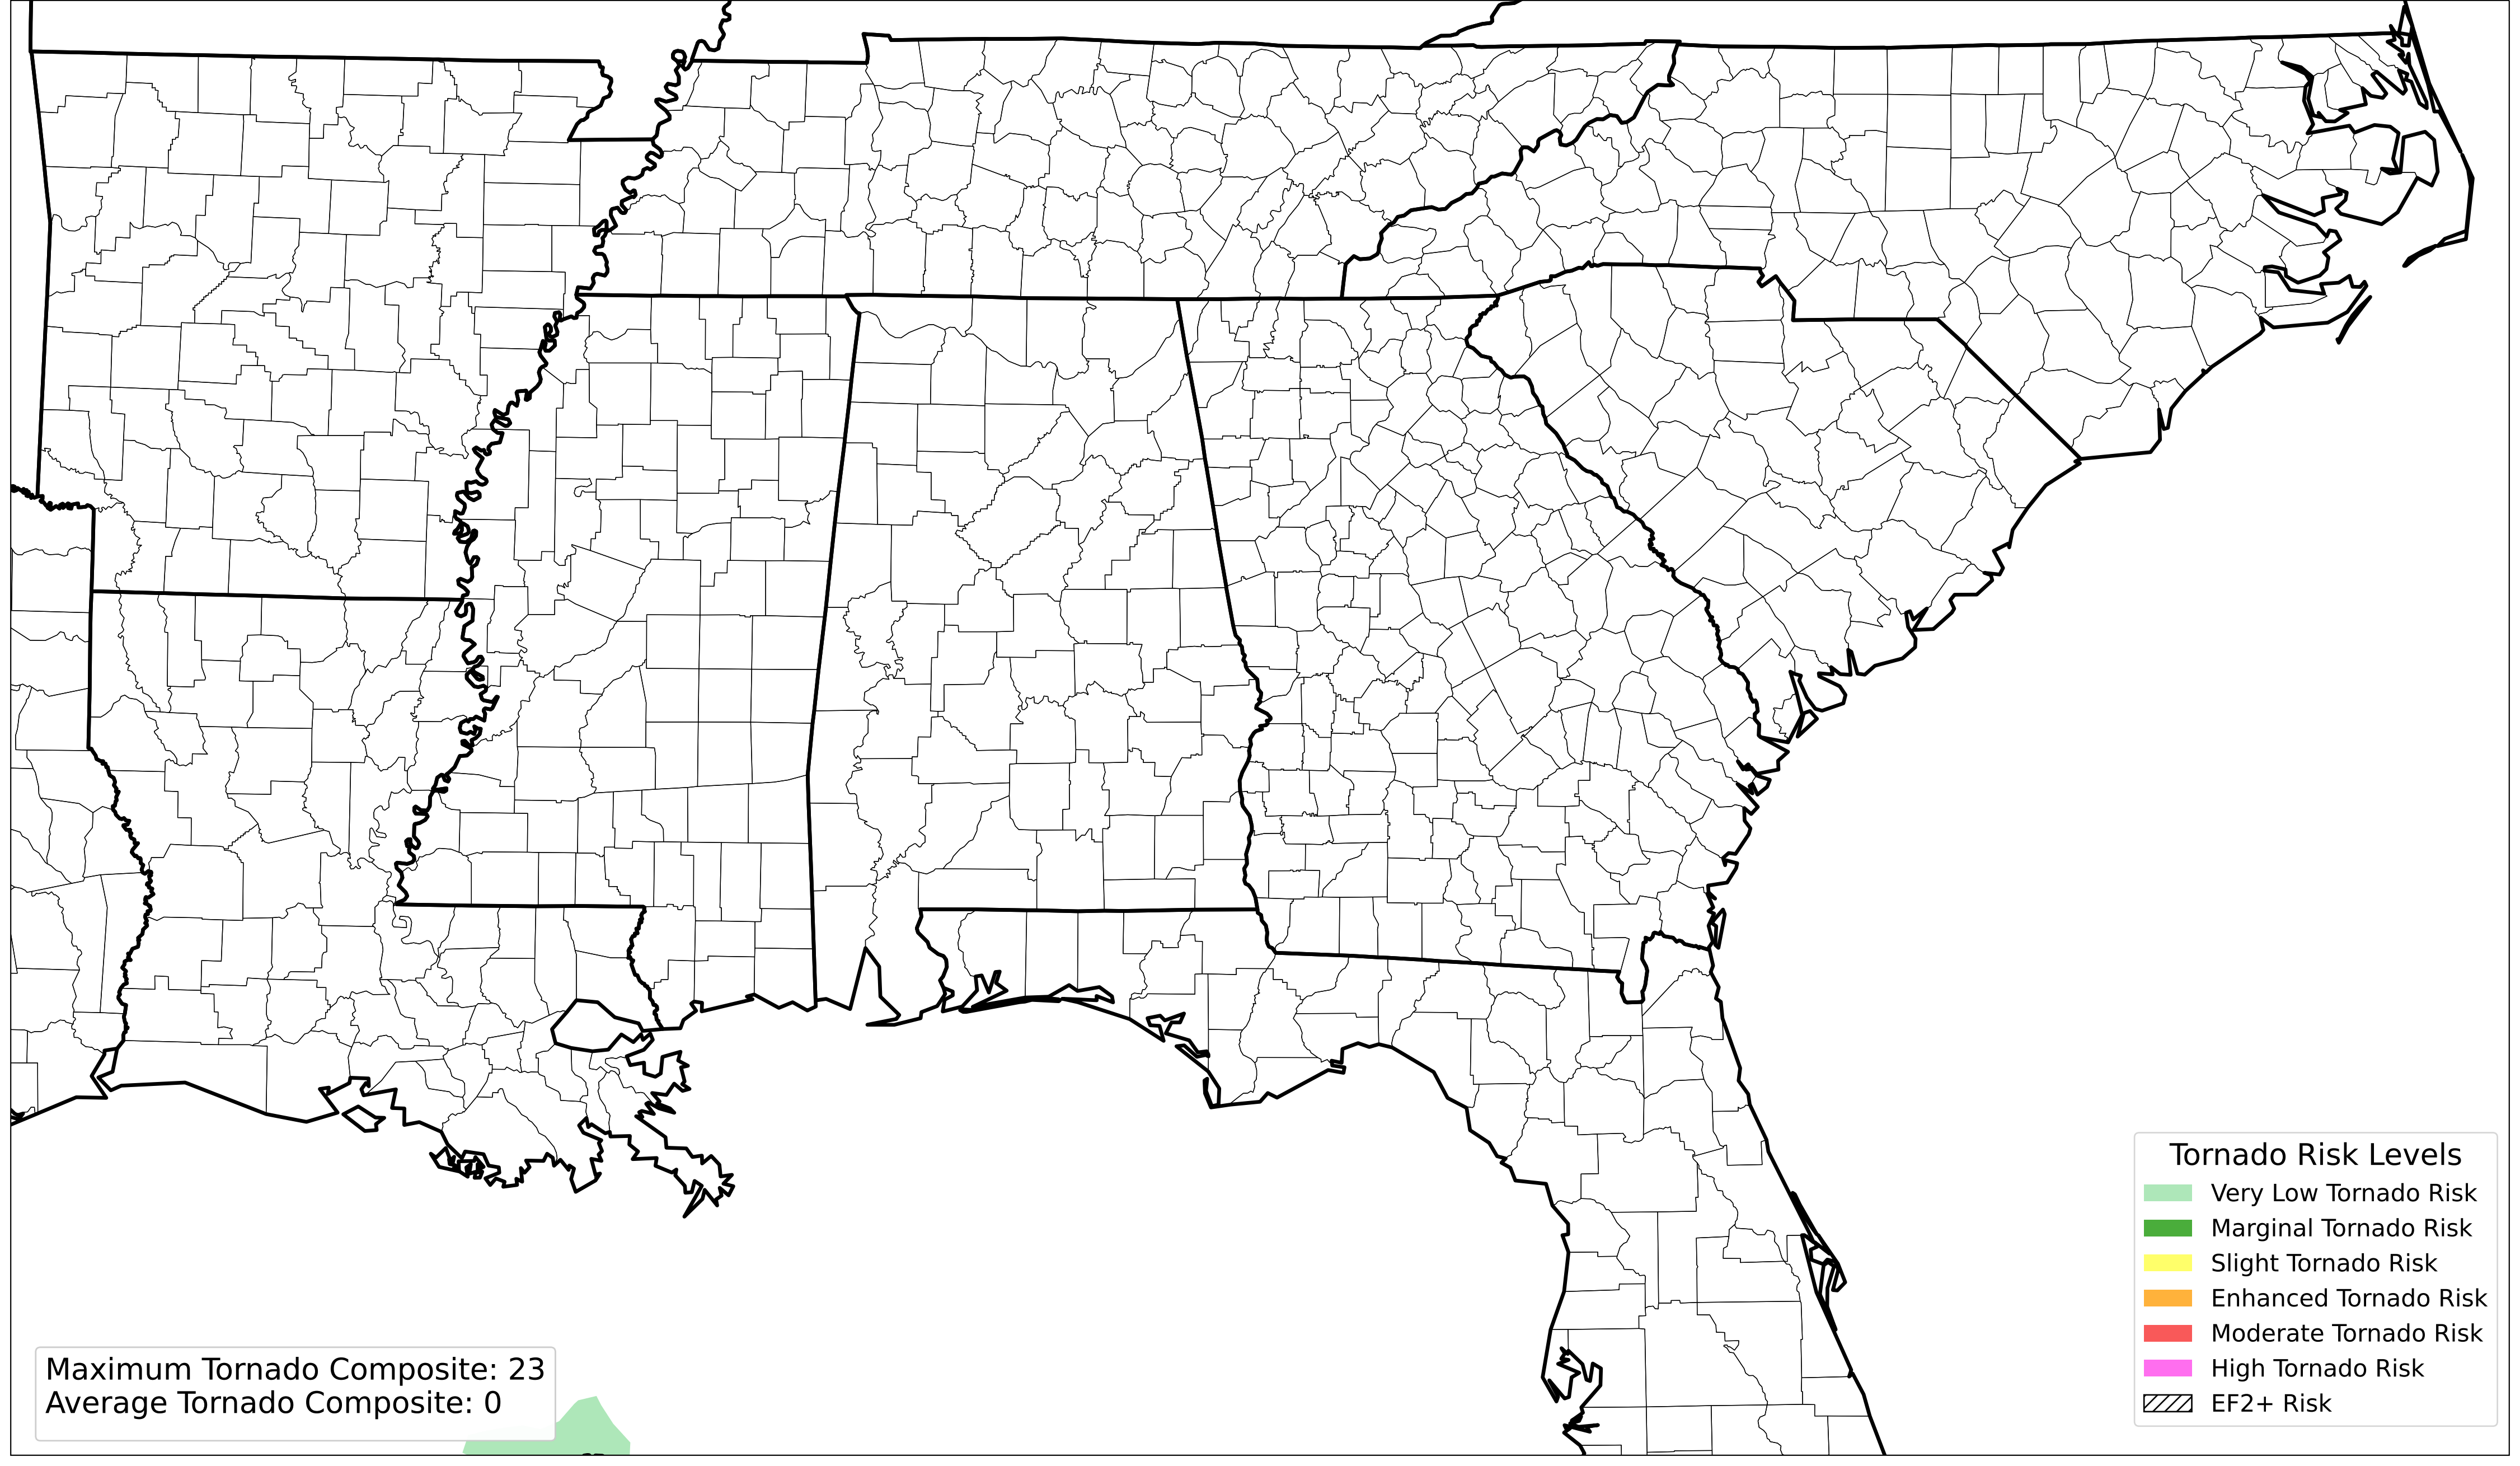 Tornado Risk Levels
Very Low Tornado Risk
Marginal Tornado Risk
Slight Tornado Risk
Enhanced Tornado Risk
Moderate Tornado Risk
High Tornado Risk
EF2+ Risk
Maximum Tornado Composite: 23
Average Tornado Composite: 0